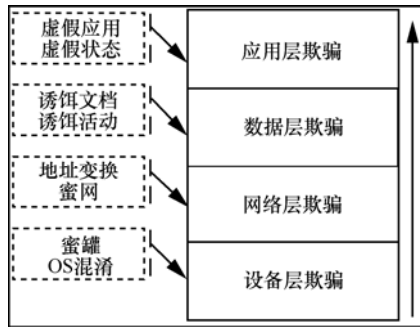 虚假应用
虚假状态
应用层欺骗
诱饵文档
诱饵活动
数据层欺骗
地址变换
蜜网
网络层欺骗
蜜罐
OS混淆
设备层欺骗